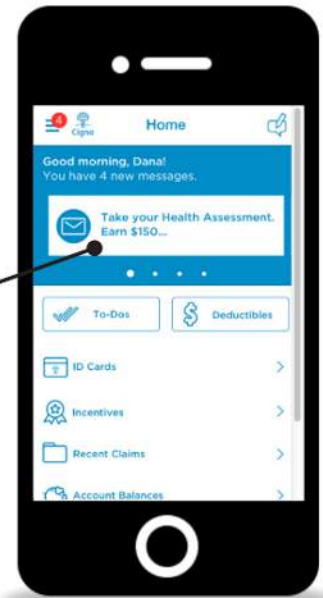 4
Cigna
Home
Good morning, Dana!
You have 4 new messages.
Take your Health Assessment.
Earn $150...
To-Dos
$ Deductibles
ID Cards
Incentives
Recent Claims
Account Balances